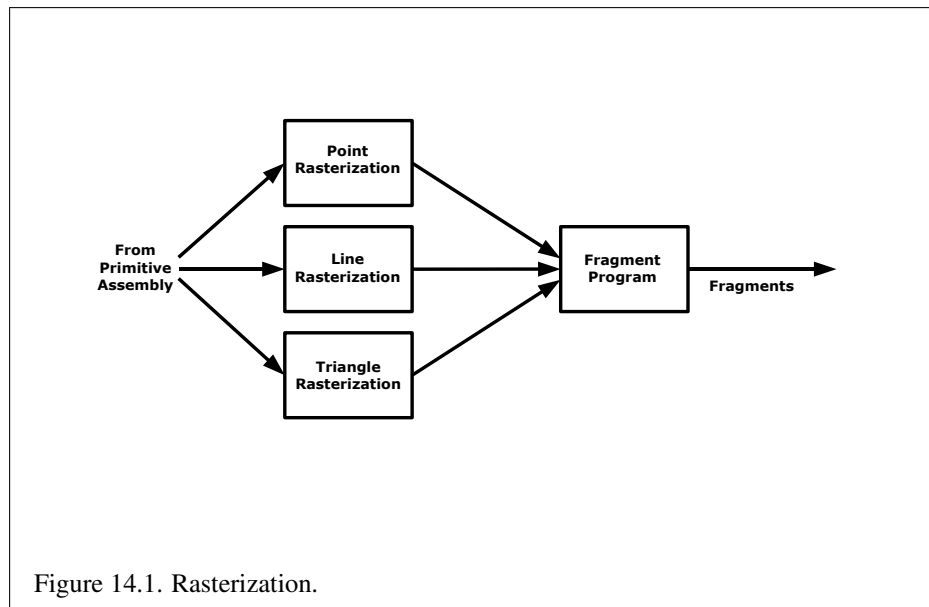 Point
Rasterization
From
Primitive
Assembly
Line
Rasterization
Fragment
Program
Fragments
Triangle
Rasterization
Figure 14.1. Rasterization.